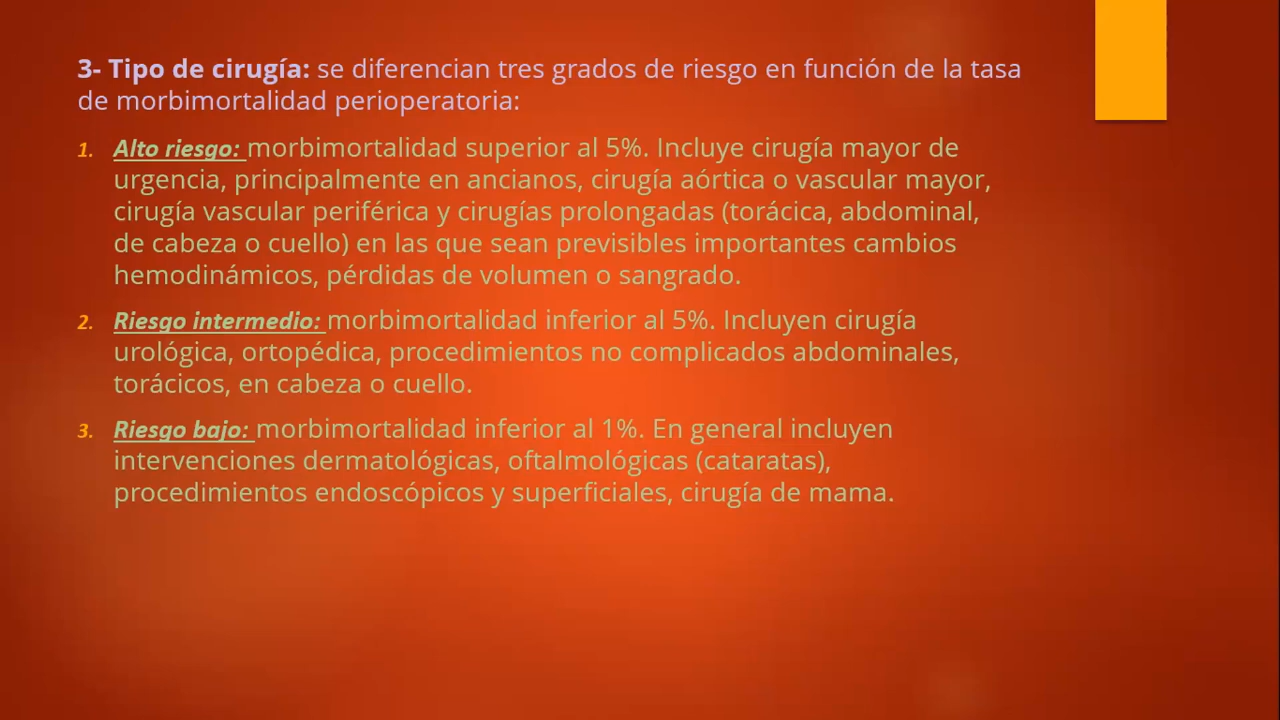 3- Tipo de cirugía: se diferencian tres grados de riesgo en función de la tasa
de morbimortalidad perioperatoria:
1. Alto riesgo: morbimortalidad superior al 5%. Incluye cirugía mayor de
urgencia, principalmente en ancianos, cirugía aórtica o vascular mayor,
cirugía vascular periférica y cirugías prolongadas (torácica, abdominal,
de cabeza o cuello) en las que sean previsibles importantes cambios
hemodinámicos, pérdidas de volumen o sangrado.
2. Riesgo intermedio: morbimortalidad inferior al 5%. Incluyen cirugía
urológica, ortopédica, procedimientos no complicados abdominales,
torácicos, en cabeza o cuello.
3. Riesgo bajo: morbimortalidad inferior al 1%. En general incluyen
intervenciones dermatológicas, oftalmológicas (cataratas),
procedimientos endoscópicos y superficiales, cirugía de mama.